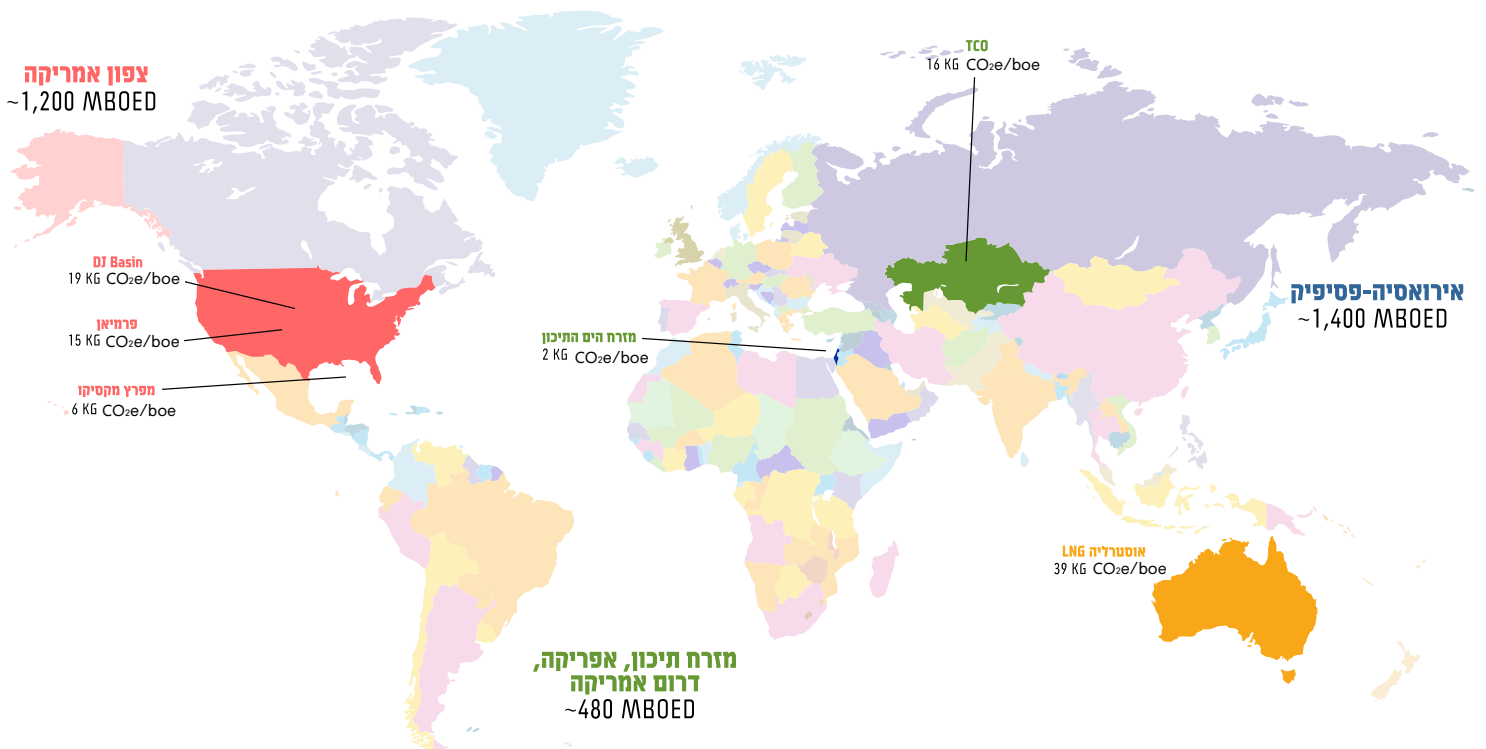 צפון אמריקה
~1,200 MBOED
DJ Basin
19 KG CO₂e/boe
פרמיאן
15 KG CO₂e/boe
מפרץ מקסיקו
6 KG CO₂e/boe
TCO
16 KG CO₂e/boe
מזרח הים התיכון
2 KG CO₂e/boe
אירואסיה-פסיפיק
~1,400 MBOED
אוסטרליה LNG
39 KG CO₂e/boe
מזרח תיכון, אפריקה,
דרום אמריקה
~480 MBOED